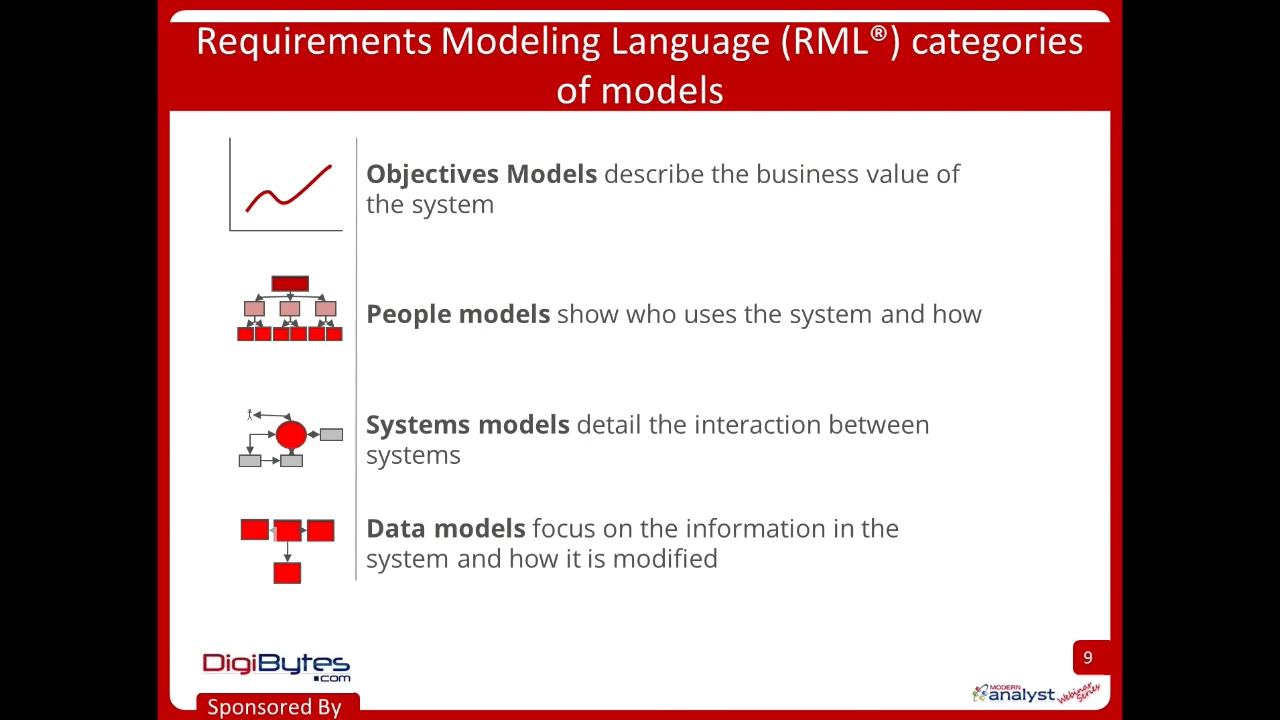 Requirements Modeling Language (RML®) categories
of models
Objectives Models describe the business value of
the system
People models show who uses the system and how
Systems models detail the interaction between
systems
Data models focus on the information in the
system and how it is modified
DigiBytes
.com
9
MODERN
analyst Webinar
Series
Sponsored By